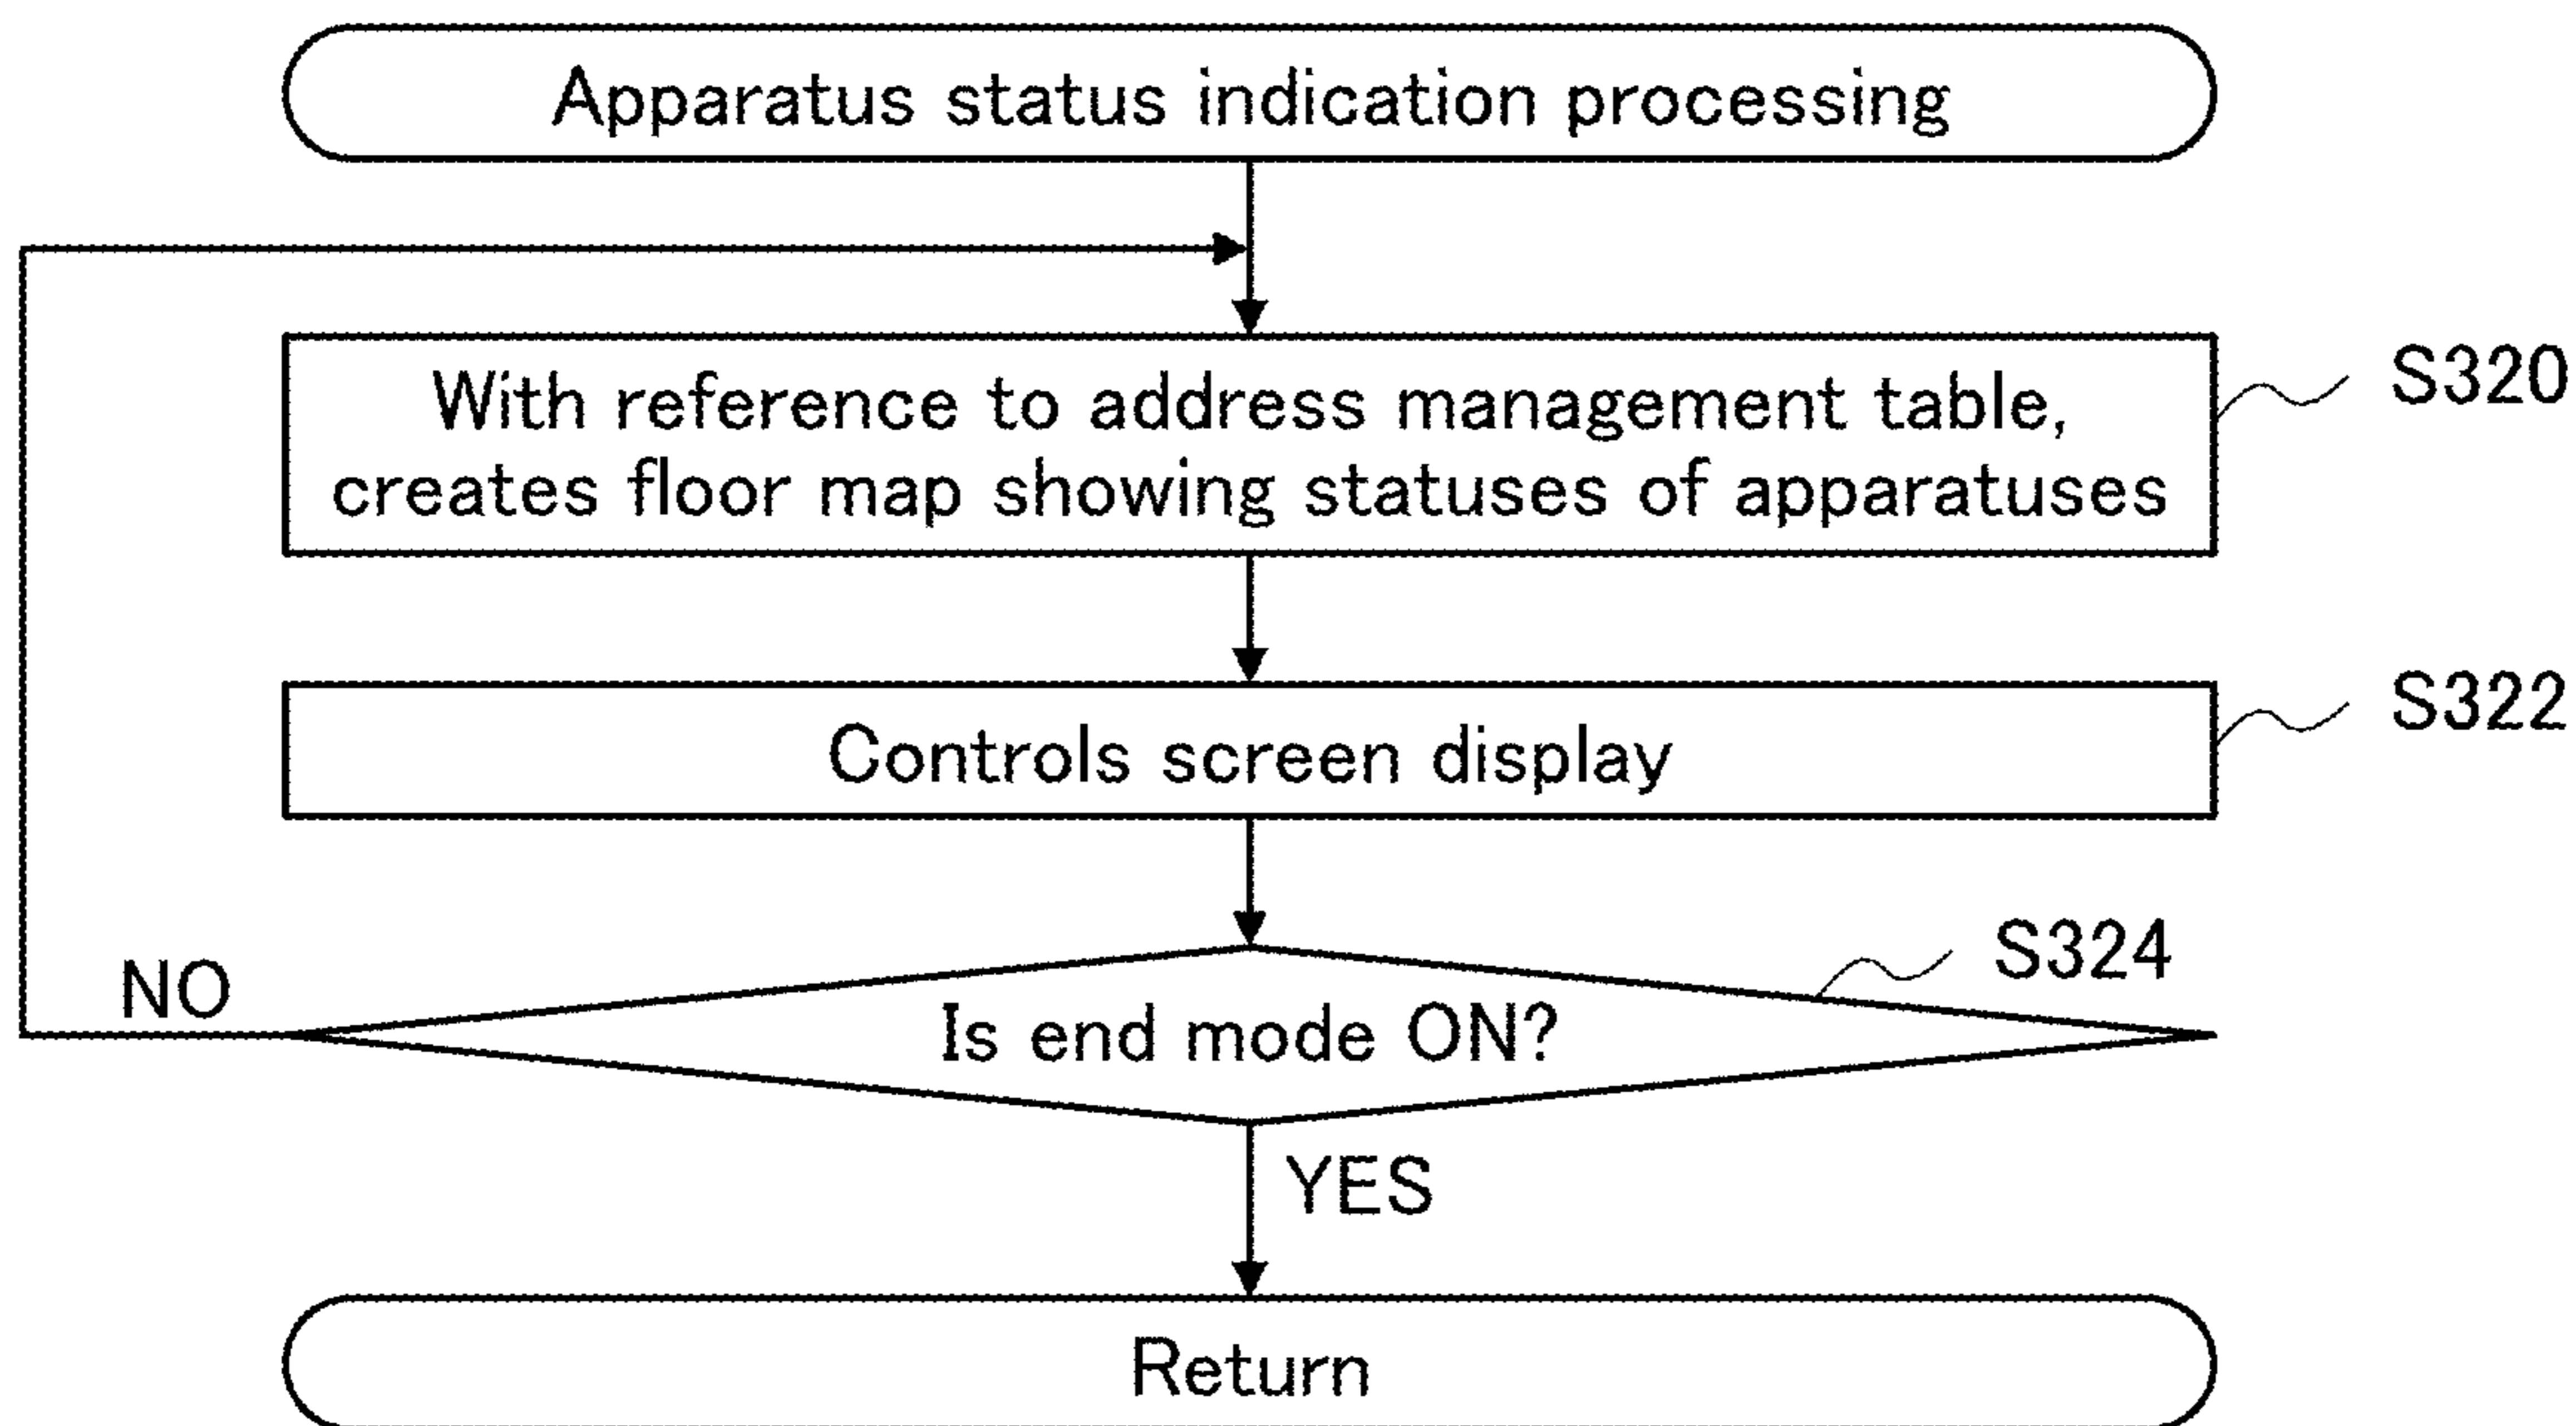 Apparatus status indication processing
With reference to address management table,
creates floor map showing statuses of apparatuses
S320
Controls screen display
S322
Is end mode ON?
S324
NO
YES
Return